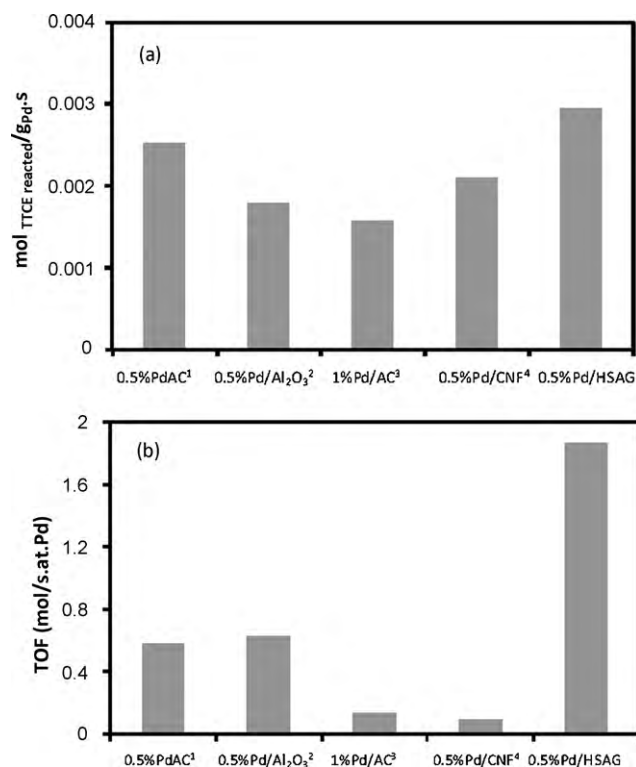 (a)
mol TTCE reacted/gPd.s
0.004
0.003
0.002
0.001
0
0.5%PdAC¹ 0.5%Pd/Al₂O₃² 1%Pd/AC³ 0.5%Pd/CNF⁴ 0.5%Pd/HSAG
(b)
TOF (mol/s.at.Pd)
2
1.6
1.2
0.8
0.4
0
0.5%PdAC¹ 0.5%Pd/Al₂O₃² 1%Pd/AC³ 0.5%Pd/CNF⁴ 0.5%Pd/HSAG